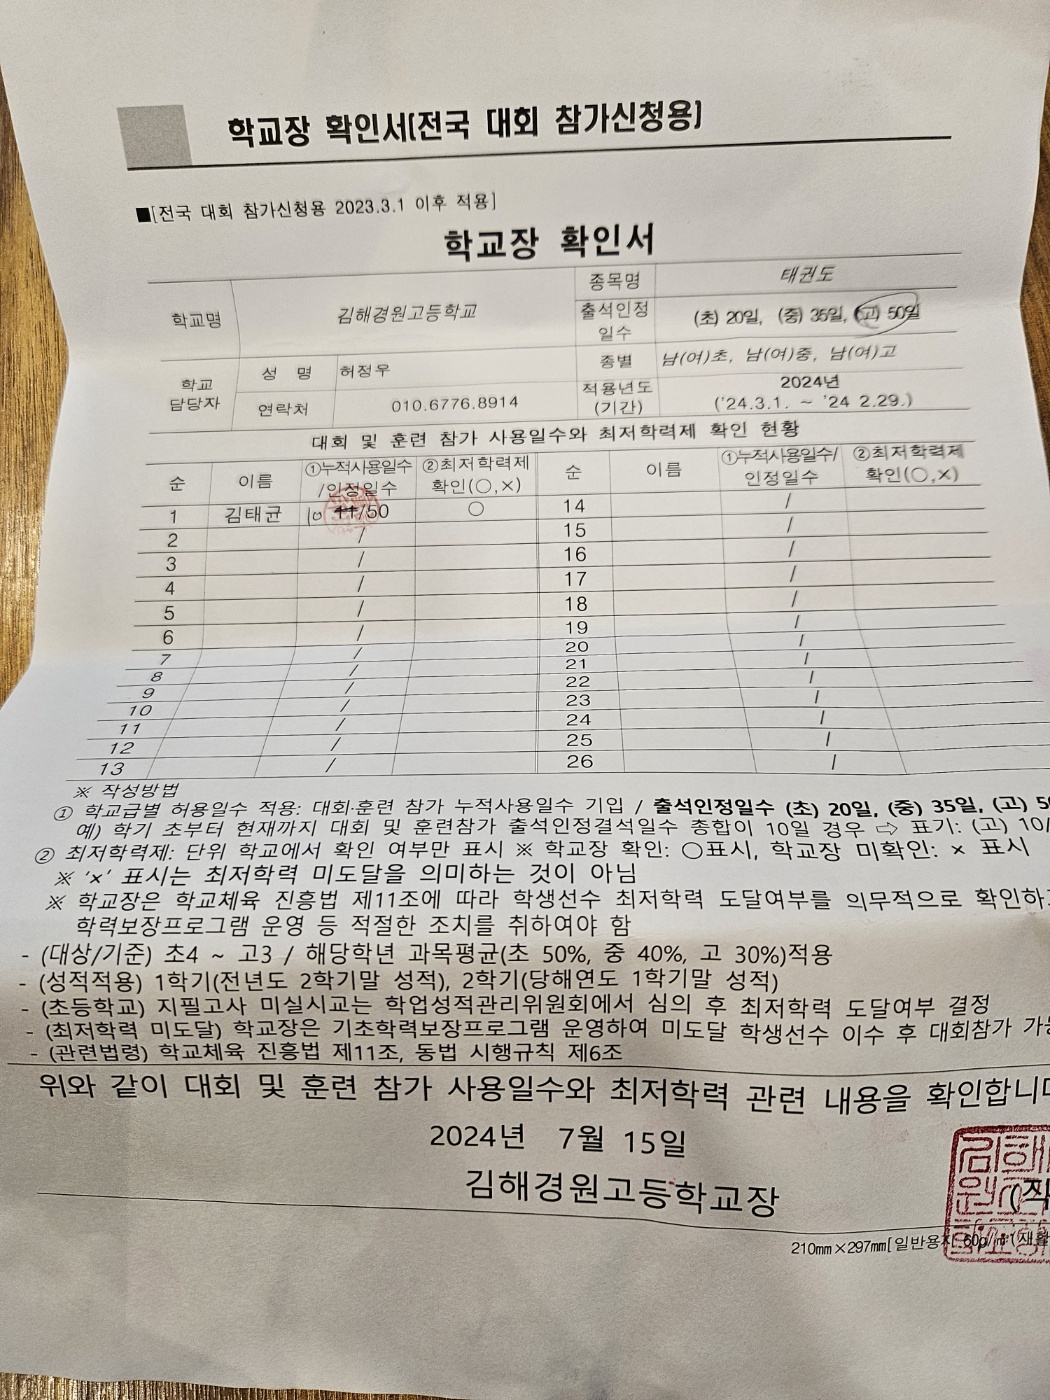 학교장 확인서(전국 대회 참가신청용)
■[전국 대회 참가신청용 2023.3.1 이후 적용]
학교장 확인서
학교명 김해경원고등학교 종목명 태권도
출석인정 일수 (초) 20일, (중) 35일, (고) 50일
학교 담당자 성 명 허정우 종별 남(여)초, 남(여)중, 남(여)고
연락처 010.6776.8914 적용년도 (기간) 2024년 ('24.3.1. ~ '24 2.29.)
대회 및 훈련 참가 사용일수와 최저학력제 확인 현황
순 이름 ①누적사용일수/인정일수 ②최저학력제 확인(○,×) 순 이름 ①누적사용일수/인정일수 ②최저학력제 확인(○,×)
1 김태균 10 11/50 ○ 14 /
2 / 15 /
3 / 16 /
4 / 17 /
5 / 18 /
6 / 19 /
7 / 20 /
8 / 21 /
9 / 22 /
10 / 23 /
11 / 24 /
12 / 25 /
13 / 26 /
※ 작성방법
① 학교급별 허용일수 적용: 대회·훈련 참가 누적사용일수 기입 / 출석인정일수 (초) 20일, (중) 35일, (고) 5
예) 학기 초부터 현재까지 대회 및 훈련참가 출석인정결석일수 총합이 10일 경우 ⇨ 표기: (고) 10/
② 최저학력제: 단위 학교에서 확인 여부만 표시 ※ 학교장 확인: ○표시, 학교장 미확인: × 표시
※ '×' 표시는 최저학력 미도달을 의미하는 것이 아님
※ 학교장은 학교체육 진흥법 제11조에 따라 학생선수 최저학력 도달여부를 의무적으로 확인하
학력보장프로그램 운영 등 적절한 조치를 취하여야 함
- (대상/기준) 초4 ~ 고3 / 해당학년 과목평균(초 50%, 중 40%, 고 30%)적용
- (성적적용) 1학기(전년도 2학기말 성적), 2학기(당해연도 1학기말 성적)
- (초등학교) 지필고사 미실시교는 학업성적관리위원회에서 심의 후 최저학력 도달여부 결정
- (최저학력 미도달) 학교장은 기초학력보장프로그램 운영하여 미도달 학생선수 이수 후 대회참가 가
- (관련법령) 학교체육 진흥법 제11조, 동법 시행규칙 제6조
위와 같이 대회 및 훈련 참가 사용일수와 최저학력 관련 내용을 확인합니
2024년 7월 15일
김해경원고등학교장 (직
210㎜×297㎜[일반용지 60g/㎡(재활